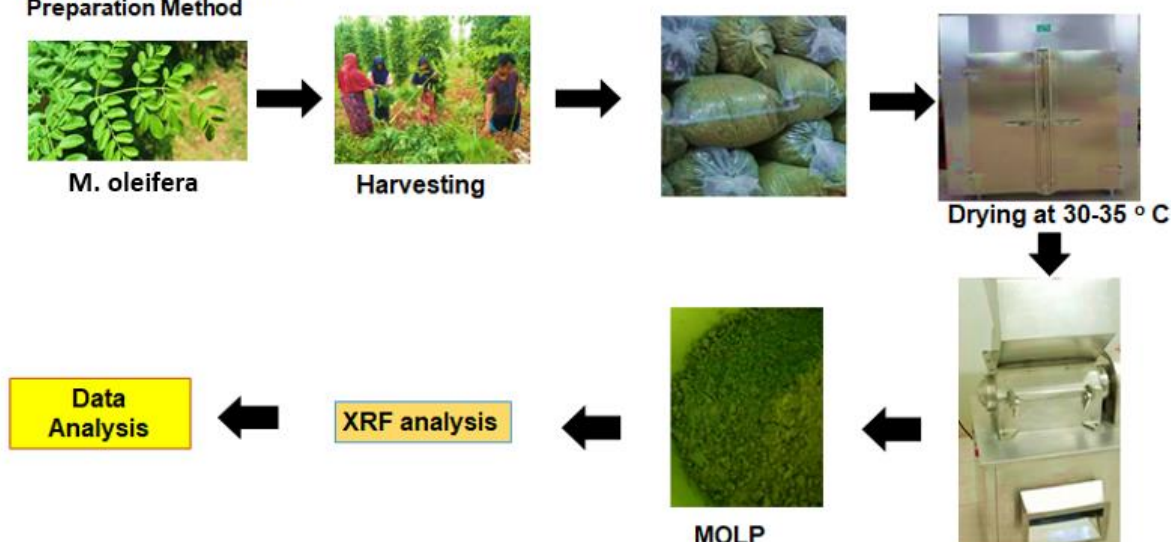 Preparation Method
M. oleifera
Harvesting
Drying at 30-35 ° C
Data
Analysis
XRF analysis
MOLP